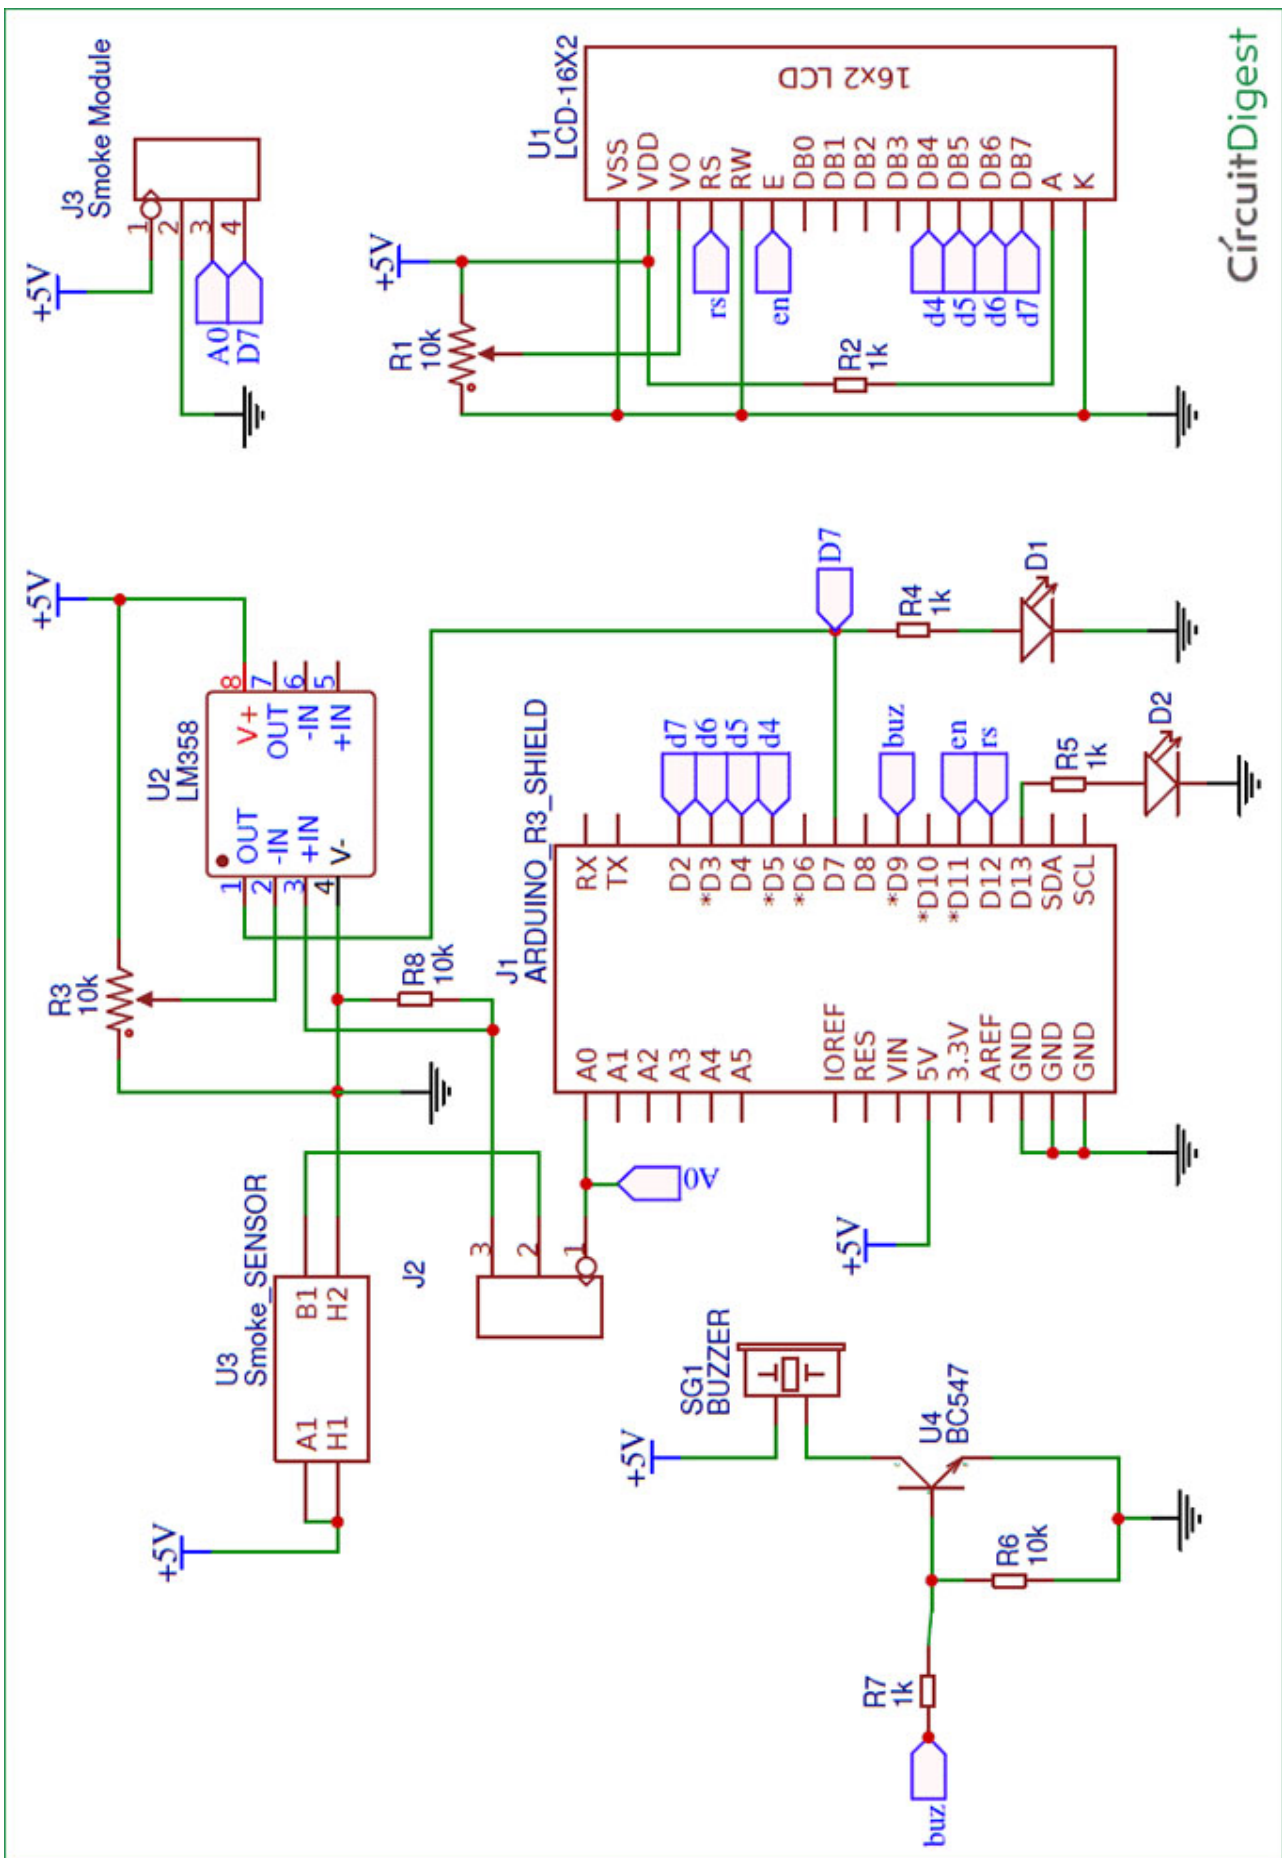 +5V
U3
Smoke_SENSOR
A1
H1
B1
H2
R3
10k
+5V
U2
LM358
1
2
3
4
OUT
-IN
+IN
V-
8
7
6
5
V+
OUT
-IN
+IN
R8
10k
J3
Smoke Module
+5V
1
2
3
4
A0
D7
J2
3
2
1
A0
J1
ARDUINO_R3_SHIELD
A0
A1
A2
A3
A4
A5
IOREF
RES
VIN
5V
3.3V
AREF
GND
GND
GND
RX
TX
D2
*D3
D4
*D5
*D6
D7
D8
*D9
*D10
*D11
D12
D13
SDA
SCL
d7
d6
d5
d4
buz
en
rs
D7
+5V
R4
1k
D1
R5
1k
D2
+5V
R1
10k
U1
LCD-16X2
16x2 LCD
VSS
VDD
VO
RS
RW
E
DB0
DB1
DB2
DB3
DB4
DB5
DB6
DB7
A
K
rs
en
d4
d5
d6
d7
R2
1k
+5V
SG1
BUZZER
U4
BC547
R6
10k
R7
1k
buz
CírcuitDigest